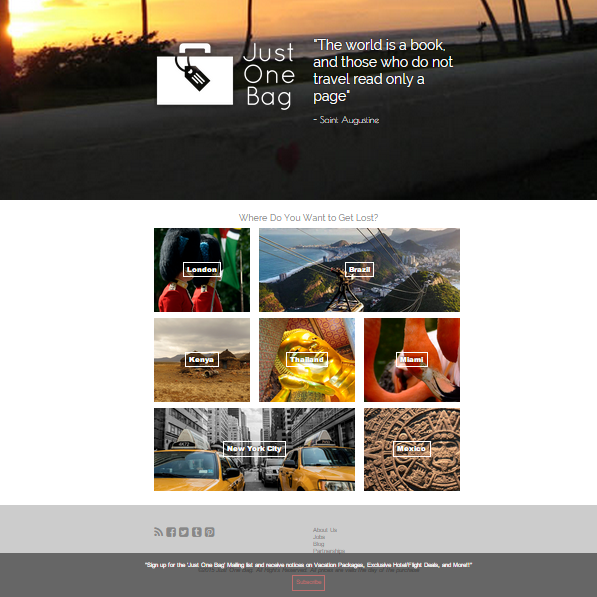 Just
One
Bag
"The world is a book,
and those who do not
travel read only a
page"
- Saint Augustine
Where Do You Want to Get Lost?
London
Brazil
Kenya
Thailand
Miami
New York City
Mexico
About Us
Jobs
Blog
Partnerships
"Sign up for the 'Just One Bag' Mailing list and receive notices on Vacation Packages, Exclusive Hotel/Flight Deals, and More!!"
Subscribe